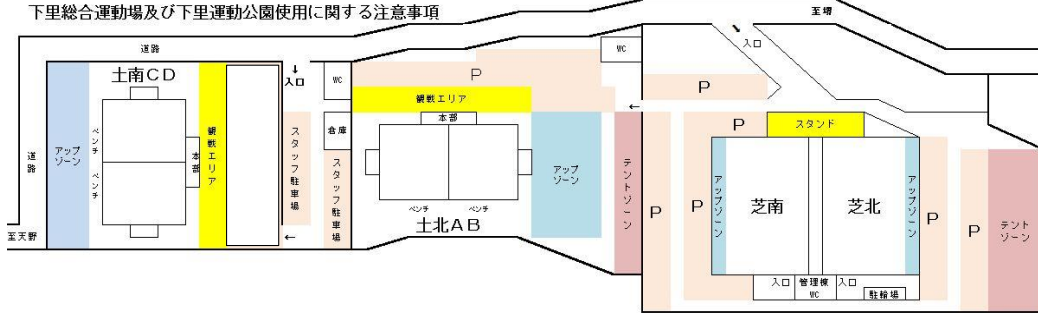 下里総合運動場及び下里運動公園使用に関する注意事項
至堺
道路
入口
WC
入口
WC
P
P
土南CD
観戦エリア
本部
倉庫
スタンド
P
道路
アップゾーン
ベンチ
ベンチ
本部
観戦エリア
スタッフ駐車場
スタッフ駐車場
アップゾーン
テントゾーン
P
P
アップゾーン
芝南
芝北
アップゾーン
P
P
テントゾーン
ベンチ
ベンチ
土北AB
至天野
入口
管理棟
WC
入口
駐輪場